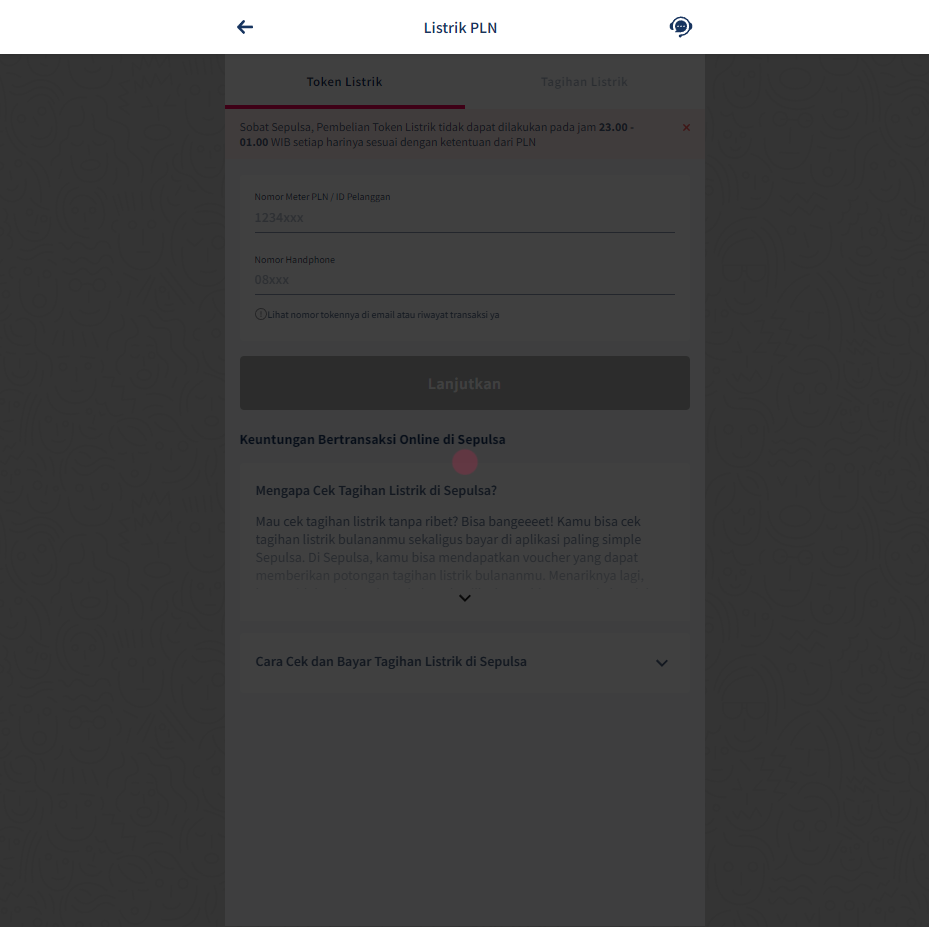 Listrik PLN
Token Listrik
Tagihan Listrik
Sobat Sepulsa, Pembelian Token Listrik tidak dapat dilakukan pada jam 23.00 -
01.00 WIB setiap harinya sesuai dengan ketentuan dari PLN
Nomor Meter PLN / ID Pelanggan
1234xxx
Nomor Handphone
08xxx
Lihat nomor tokennya di email atau riwayat transaksi ya
Lanjutkan
Keuntungan Bertransaksi Online di Sepulsa
Mengapa Cek Tagihan Listrik di Sepulsa?
Mau cek tagihan listrik tanpa ribet? Bisa bangeeeet! Kamu bisa cek
tagihan listrik bulananmu sekaligus bayar di aplikasi paling simple
Sepulsa. Di Sepulsa, kamu bisa mendapatkan voucher yang dapat
memberikan potongan tagihan listrik bulananmu. Menariknya lagi,
Cara Cek dan Bayar Tagihan Listrik di Sepulsa